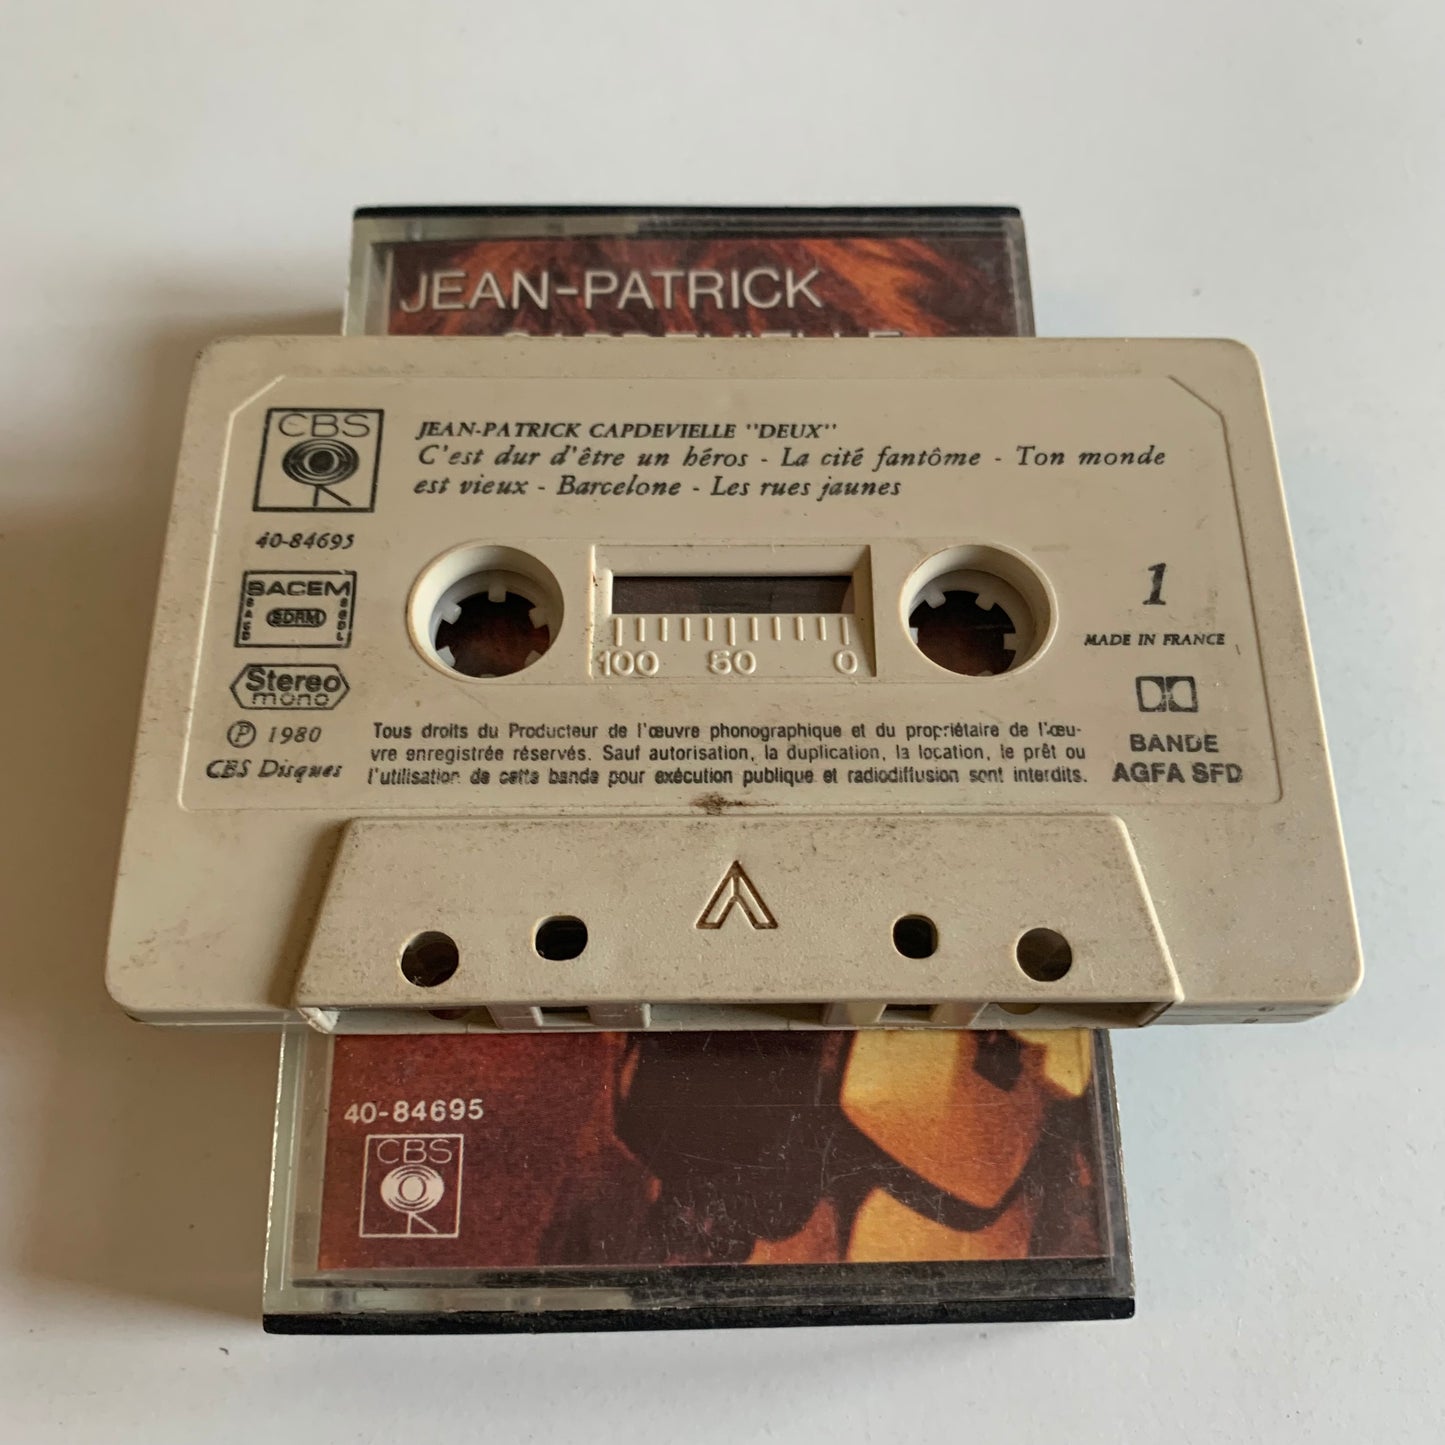 JEAN-PATRICK
CAPDEVIELLE
CBS
JEAN-PATRICK CAPDEVIELLE "DEUX"
C'est dur d'être un héros - La cité fantôme - Ton monde
est vieux - Barcelone - Les rues jaunes
40-84695
SACEM
SACD
SDRM
SGDL
Stereo
mono
100 50 0
1
MADE IN FRANCE
Ⓟ 1980
CBS Disques
Tous droits du Producteur de l'œuvre phonographique et du propriétaire de l'œu-
vre enregistrée réservés. Sauf autorisation, la duplication, la location, le prêt ou
l'utilisation de cette bande pour exécution publique et radiodiffusion sont interdits.
BANDE
AGFA SFD
40-84695
CBS